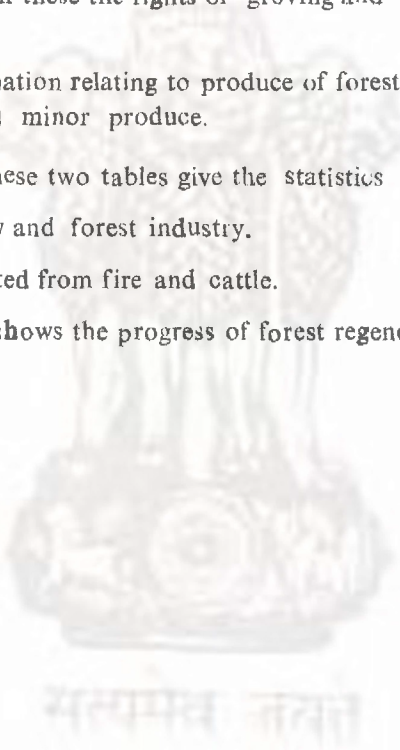 these the rights of growing and
ation relating to produce of forest
minor produce.
ese two tables give the statistics
and forest industry.
ed from fire and cattle.
hows the progress of forest regene
सत्यमेव जयते